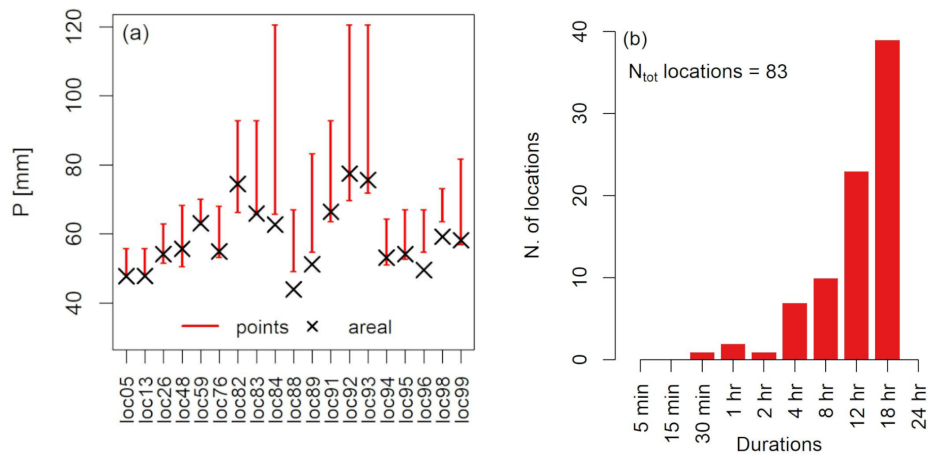 (a)
P [mm]
120
100
80
60
40
points
areal
loc05
loc13
loc26
loc48
loc59
loc76
loc82
loc83
loc84
loc88
loc89
loc91
loc92
loc93
loc94
loc95
loc96
loc98
loc99
(b)
Ntot locations = 83
N. of locations
40
30
20
10
0
5 min
15 min
30 min
1 hr
2 hr
4 hr
8 hr
12 hr
18 hr
24 hr
Durations